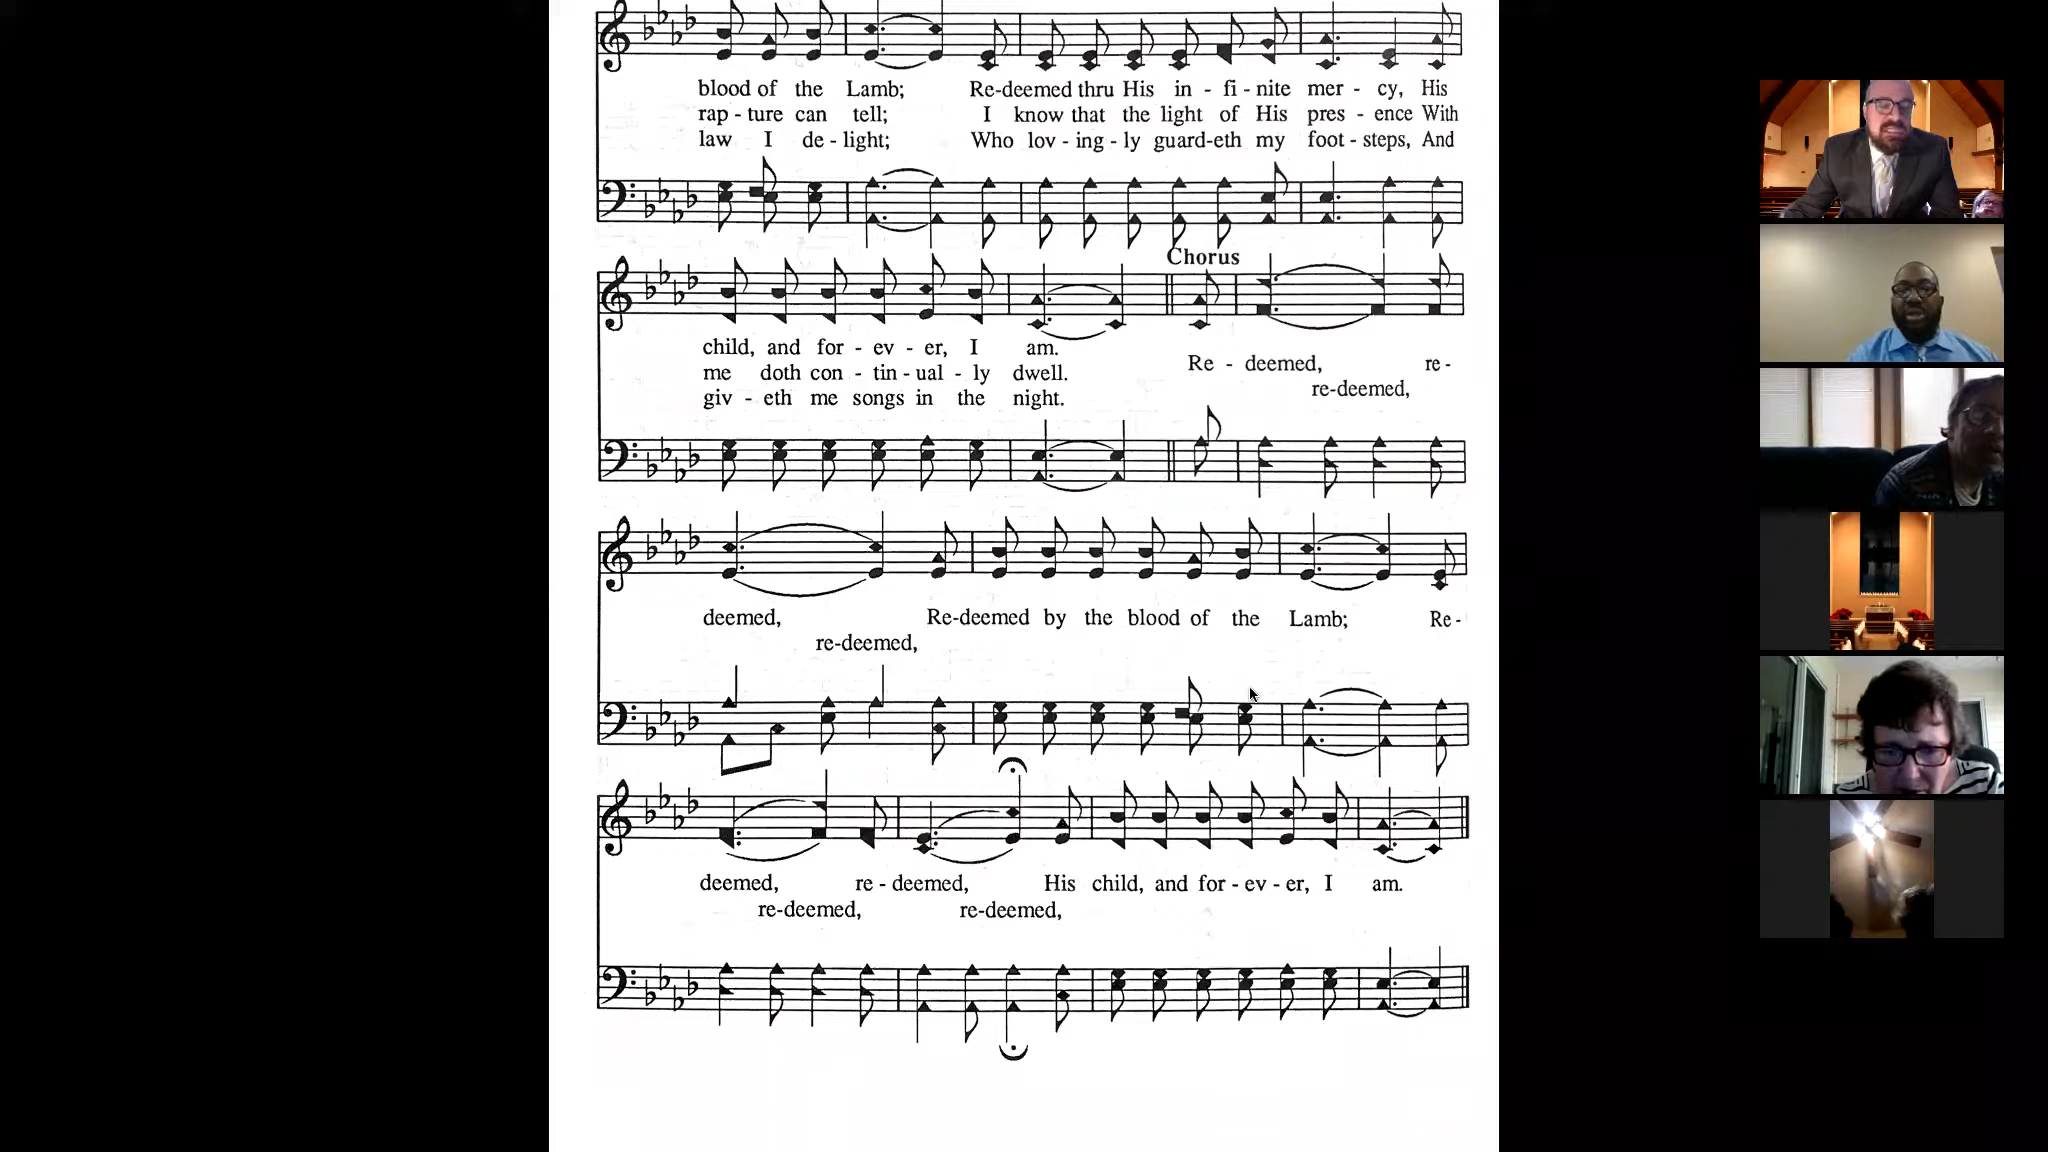 blood of the Lamb; Re-deemed thru His in - fi - nite mer - cy, His
rap - ture can tell; I know that the light of His pres - ence With
law I de - light; Who lov - ing - ly guard-eth my foot - steps, And
Chorus
child, and for - ev - er, I am.
me doth con - tin - ual - ly dwell.
giv - eth me songs in the night.
Re - deemed, re-
re-deemed,
deemed, Re-deemed by the blood of the Lamb; Re-
re-deemed,
deemed, re - deemed, His child, and for - ev - er, I am.
re-deemed, re-deemed,